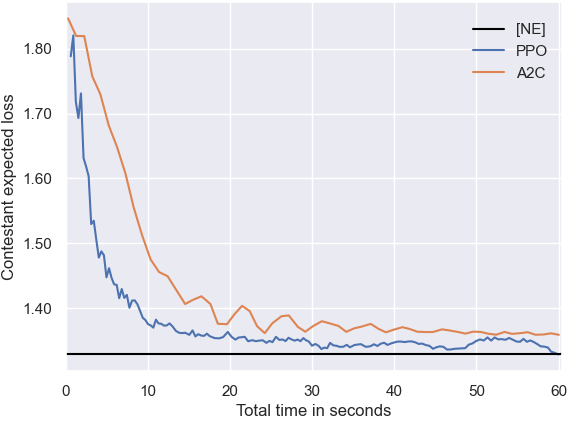 [NE]
PPO
A2C
Contestant expected loss
1.80
1.70
1.60
1.50
1.40
0 10 20 30 40 50 60
Total time in seconds